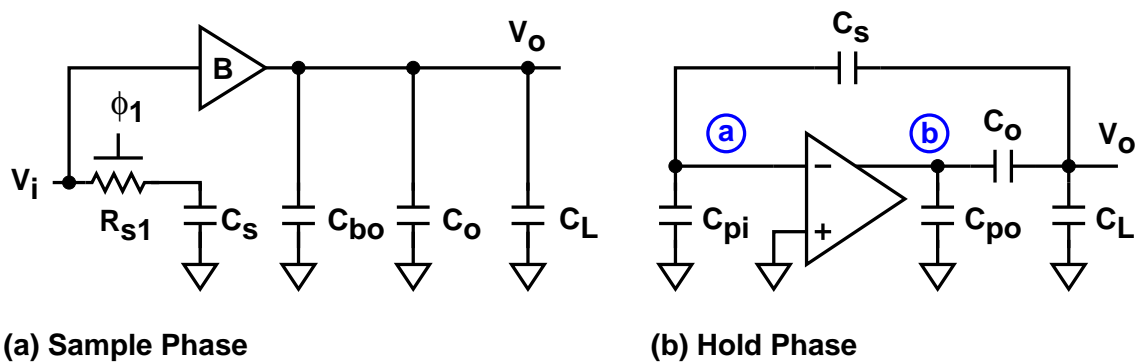 B
Vo
ϕ1
Vi
Rs1
Cs
Cbo
Co
CL
(a) Sample Phase
Cs
a
b
Co
Vo
Cpi
−
+
Cpo
CL
(b) Hold Phase